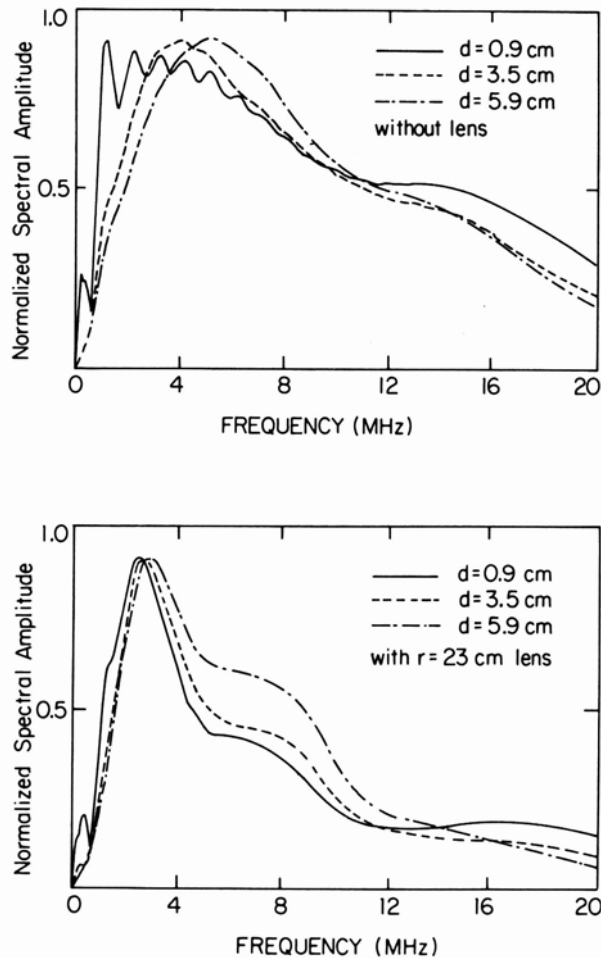 1.0
d = 0.9 cm
d = 3.5 cm
d = 5.9 cm
without lens
0.5
Normalized Spectral Amplitude
0 4 8 12 16 20
FREQUENCY (MHz)
1.0
d = 0.9 cm
d = 3.5 cm
d = 5.9 cm
with r = 23 cm lens
0.5
Normalized Spectral Amplitude
0 4 8 12 16 20
FREQUENCY (MHz)